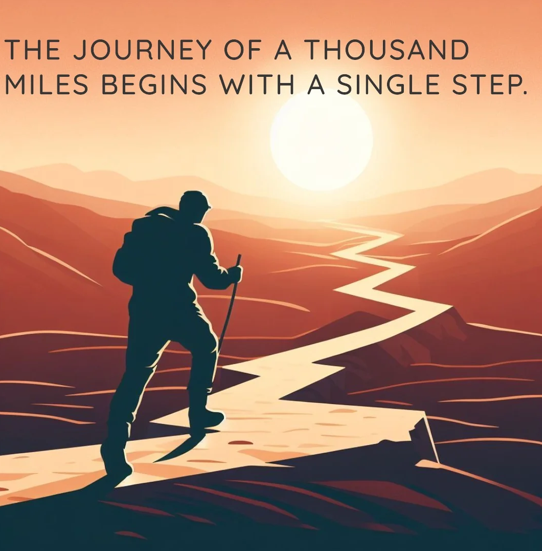 THE JOURNEY OF A THOUSAND
MILES BEGINS WITH A SINGLE STEP.